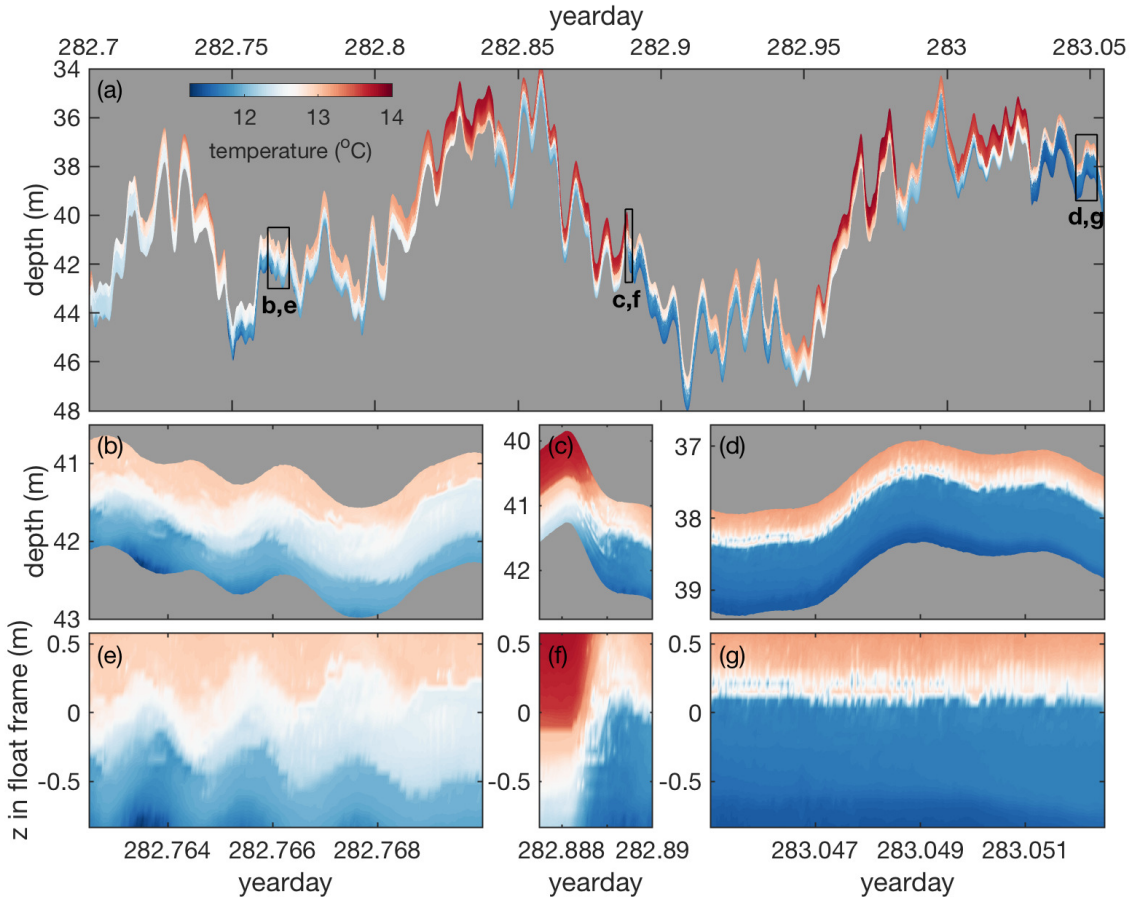 yearday
282.7 282.75 282.8 282.85 282.9 282.95 283 283.05
34
(a)
36
12 13 14
temperature (°C)
38
40
42
44
46
48
depth (m)
b,e
c,f
d,g
(b) (c) (d)
41
42
43
depth (m)
40
41
42
37
38
39
(e) (f) (g)
0.5
0
-0.5
z in float frame (m)
0.5
0
-0.5
0.5
0
-0.5
282.764 282.766 282.768 282.888 282.89 283.047 283.049 283.051
yearday yearday yearday